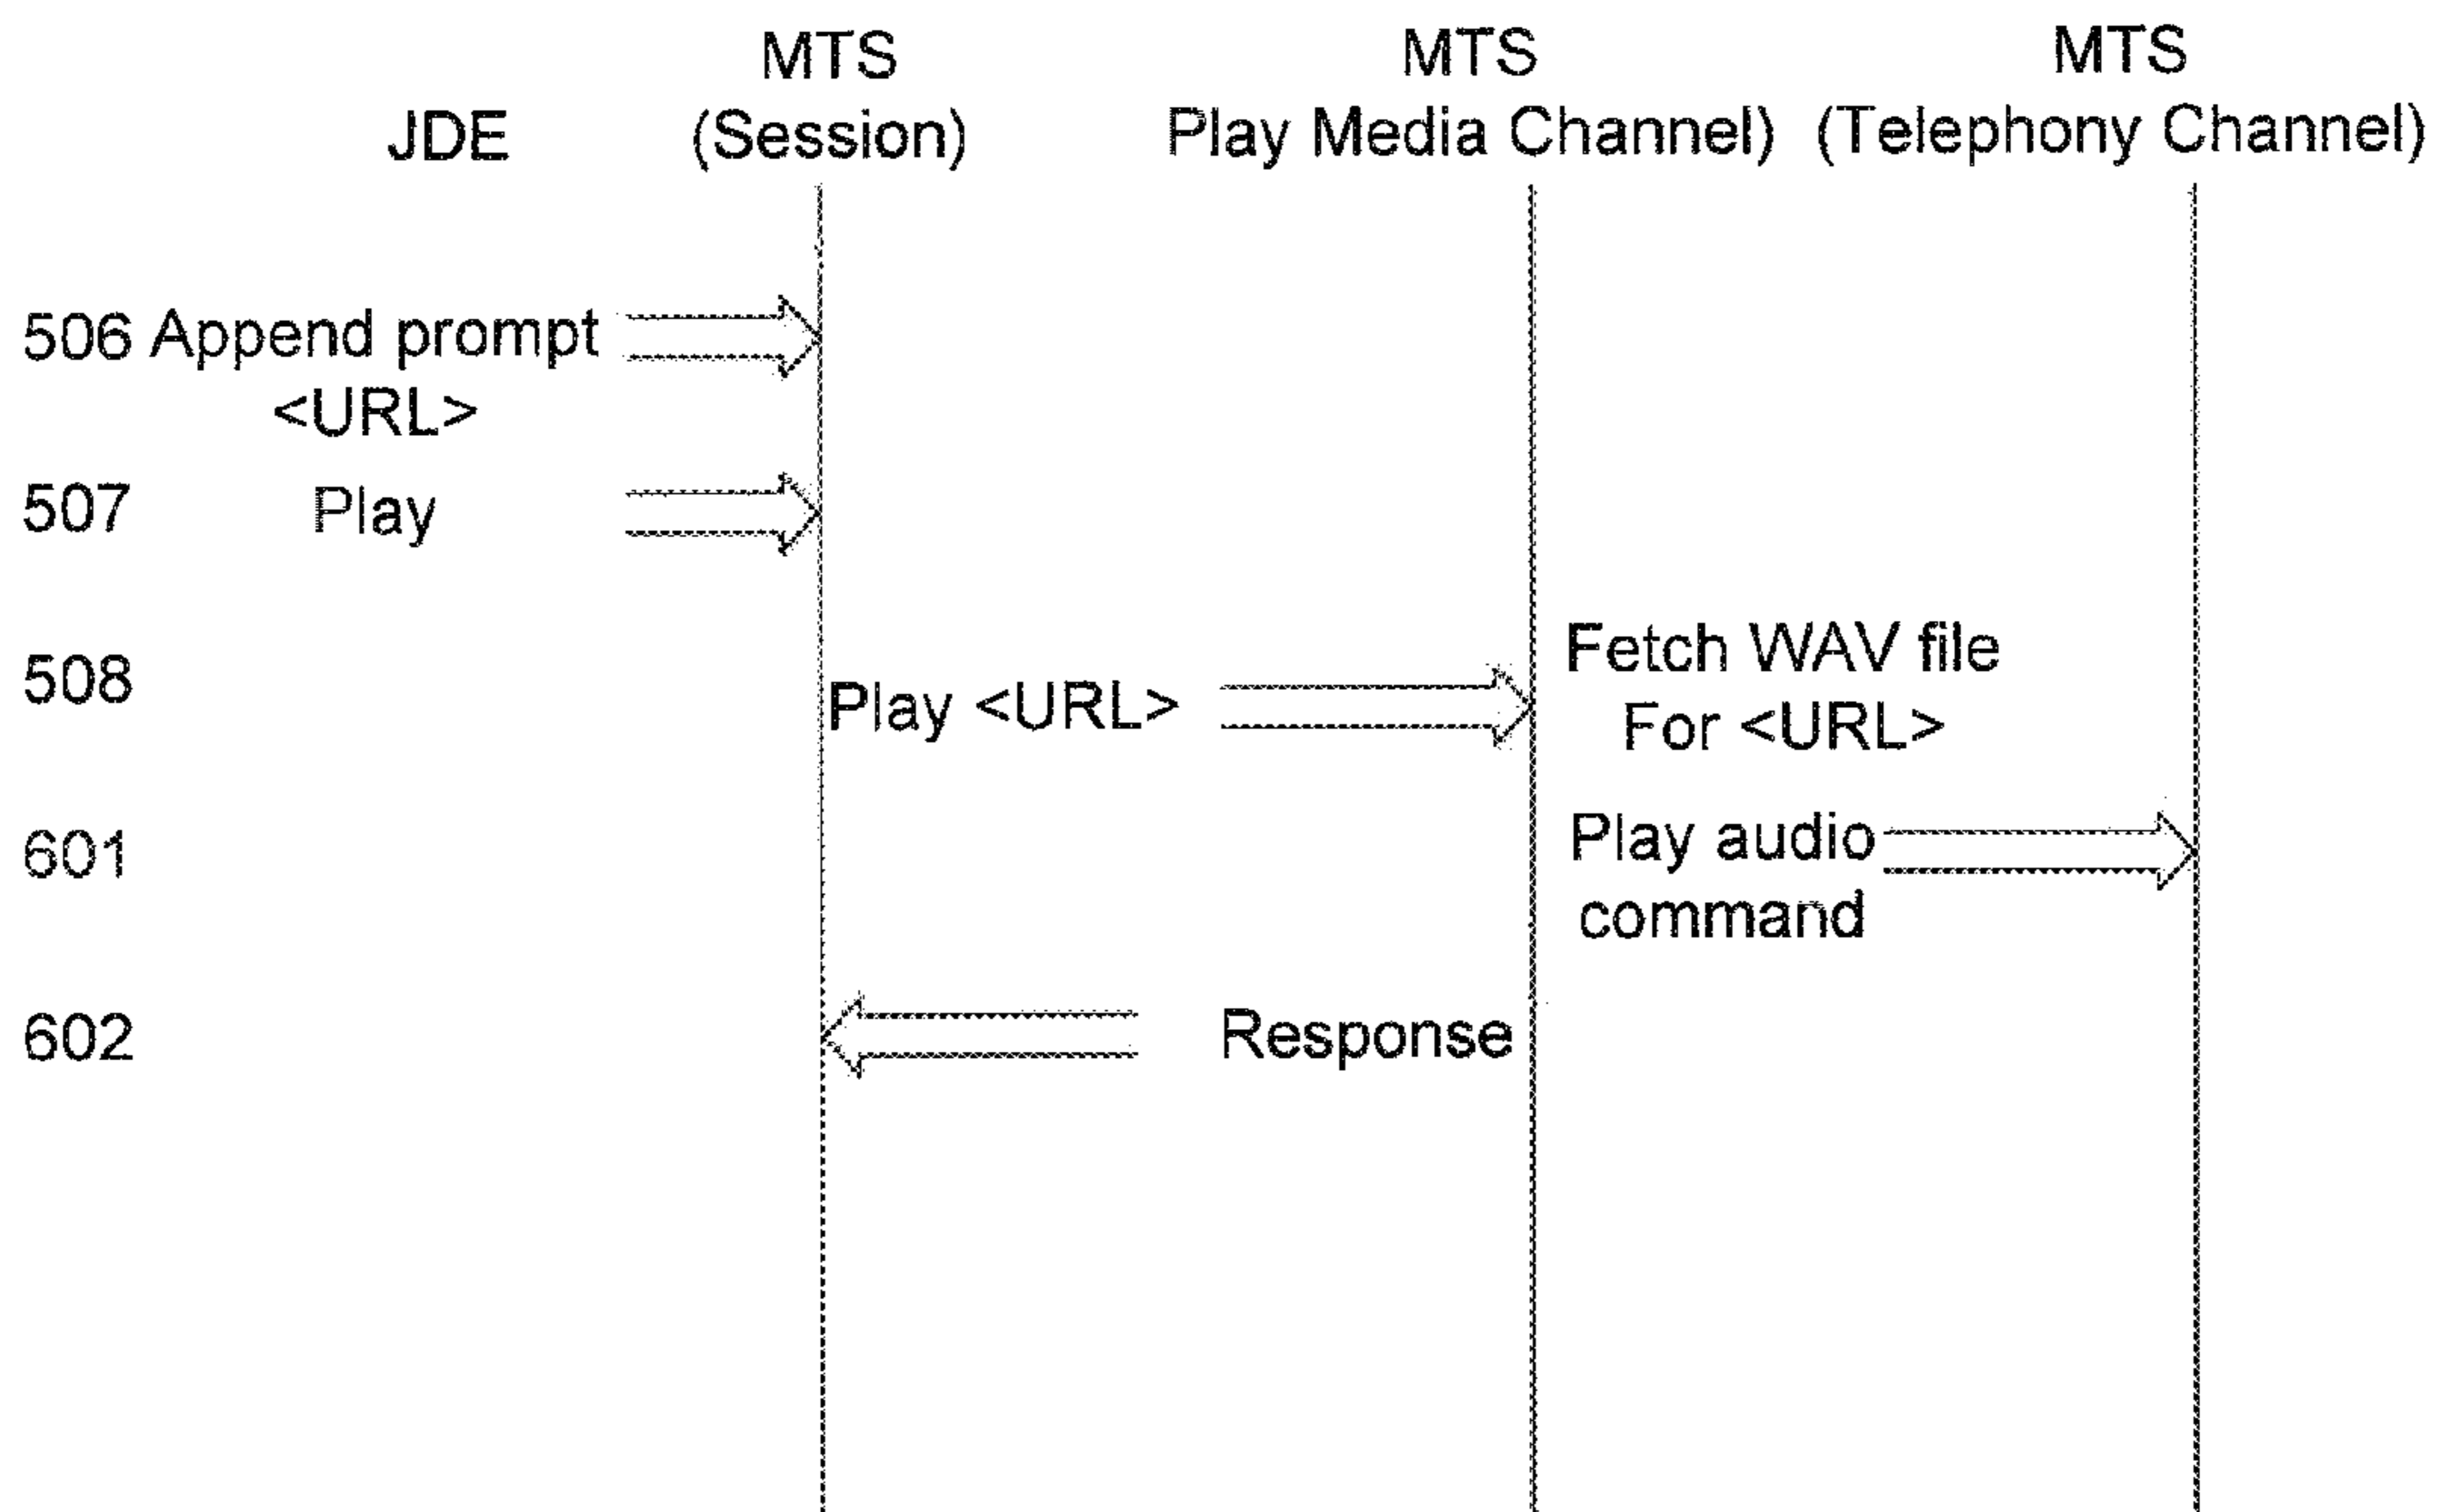 JDE
MTS
(Session)
MTS
Play Media Channel)
MTS
(Telephony Channel)
506 Append prompt
<URL>
507 Play
508
Play <URL>
Fetch WAV file
For <URL>
601
Play audio
command
602
Response